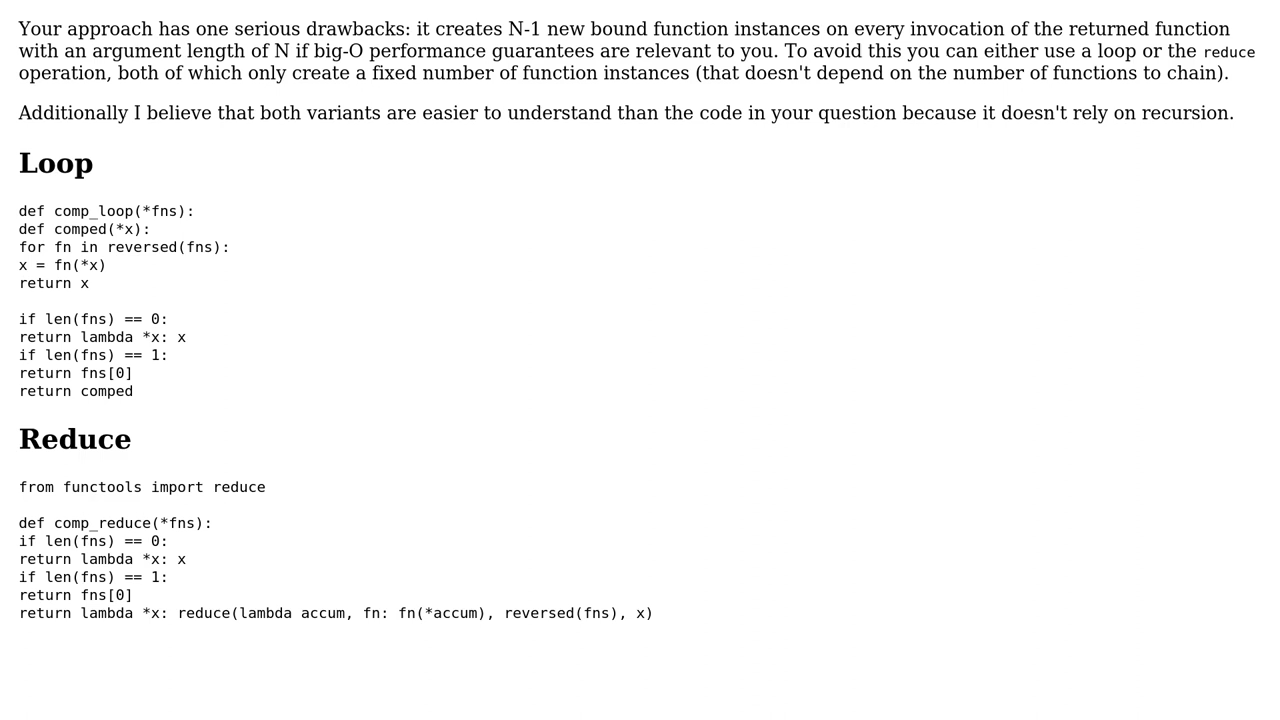 Your approach has one serious drawbacks: it creates N-1 new bound function instances on every invocation of the returned function
with an argument length of N if big-O performance guarantees are relevant to you. To avoid this you can either use a loop or the reduce
operation, both of which only create a fixed number of function instances (that doesn't depend on the number of functions to chain).
Additionally I believe that both variants are easier to understand than the code in your question because it doesn't rely on recursion.
Loop
def comp_loop(*fns):
def comped(*x):
for fn in reversed(fns):
x = fn(*x)
return x
if len(fns) == 0:
return lambda *x: x
if len(fns) == 1:
return fns[0]
return comped
Reduce
from functools import reduce
def comp_reduce(*fns):
if len(fns) == 0:
return lambda *x: x
if len(fns) == 1:
return fns[0]
return lambda *x: reduce(lambda accum, fn: fn(*accum), reversed(fns), x)